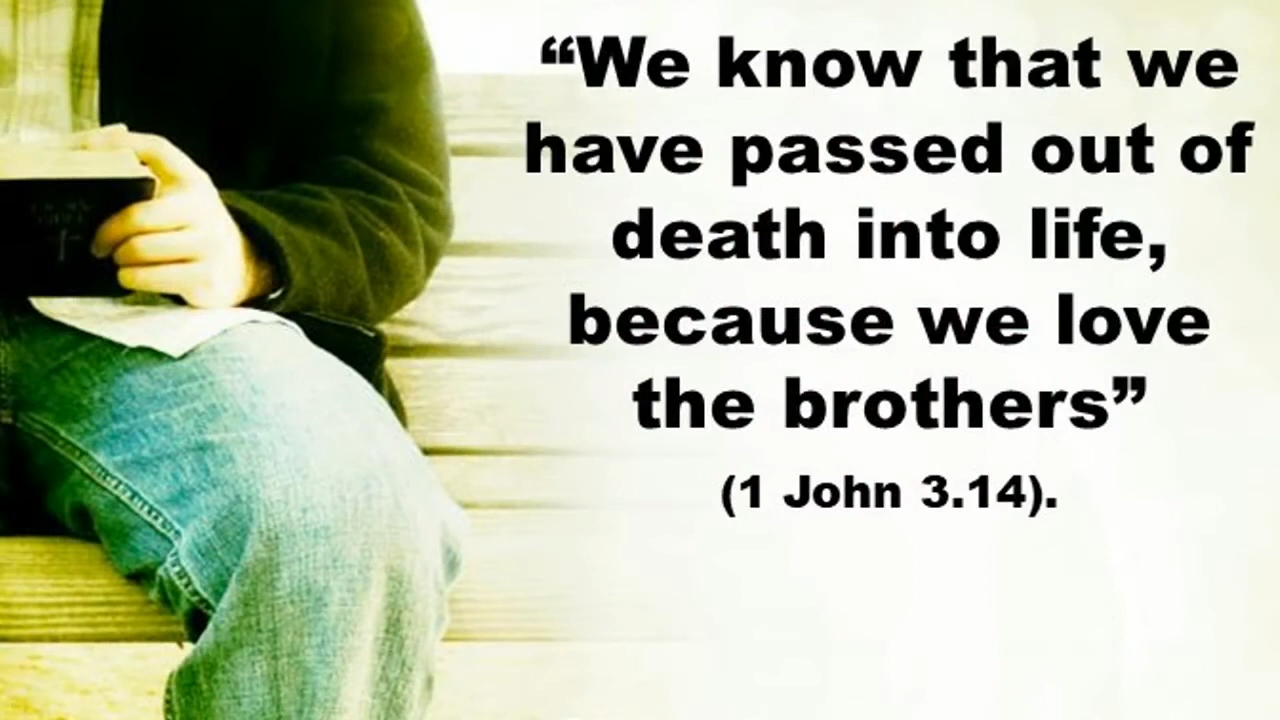 “We know that we
have passed out of
death into life,
because we love
the brothers”
(1 John 3.14).